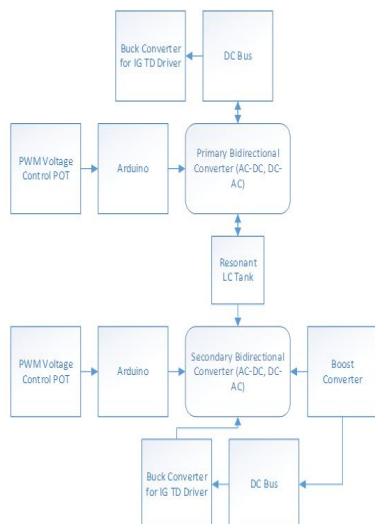 Buck Converter
for IG TD Driver
DC Bus
PWM Voltage
Control POT
Arduino
Primary Bidirectional
Converter (AC-DC, DC-
AC)
Resonant
LC Tank
PWM Voltage
Control POT
Arduino
Secondary Bidirectional
Converter (AC-DC, DC-
AC)
Boost
Converter
Buck Converter
for IG TD Driver
DC Bus